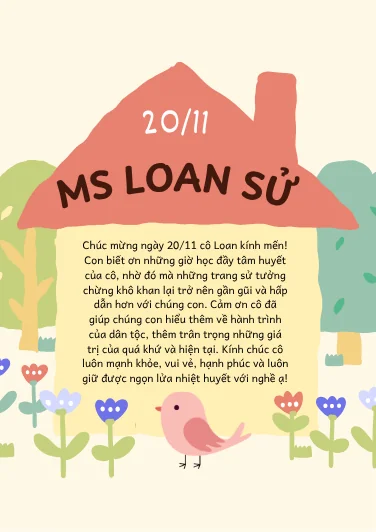 20/11
MS LOAN SỬ
Chúc mừng ngày 20/11 cô Loan kính mến!
Con biết ơn những giờ học đầy tâm huyết
của cô, nhờ đó mà những trang sử tưởng
chừng khô khan lại trở nên gần gũi và hấp
dẫn hơn với chúng con. Cảm ơn cô đã
giúp chúng con hiểu thêm về hành trình
của dân tộc, thêm trân trọng những giá
trị của quá khứ và hiện tại. Kính chúc cô
luôn mạnh khỏe, vui vẻ, hạnh phúc và luôn
giữ được ngọn lửa nhiệt huyết với nghề ạ!